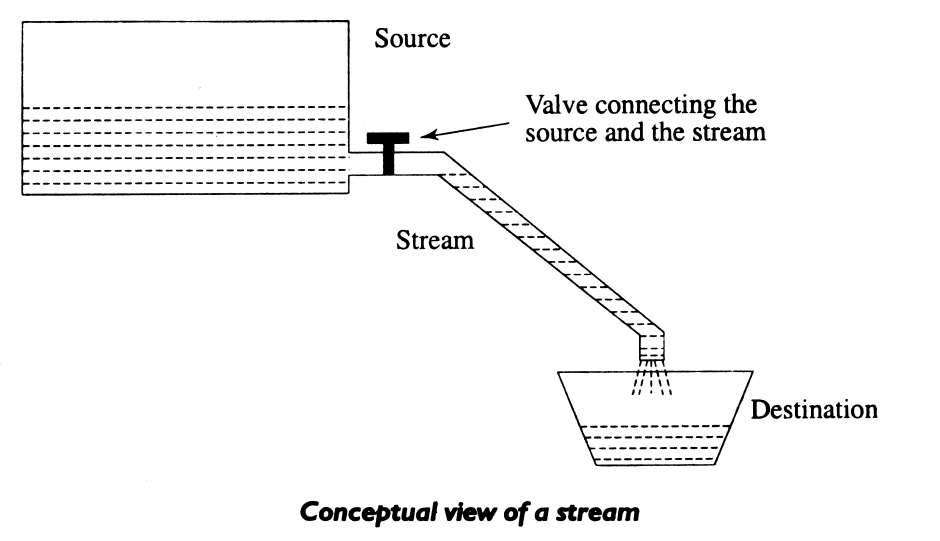 Source
Valve connecting the
source and the stream
Stream
Destination
Conceptual view of a stream